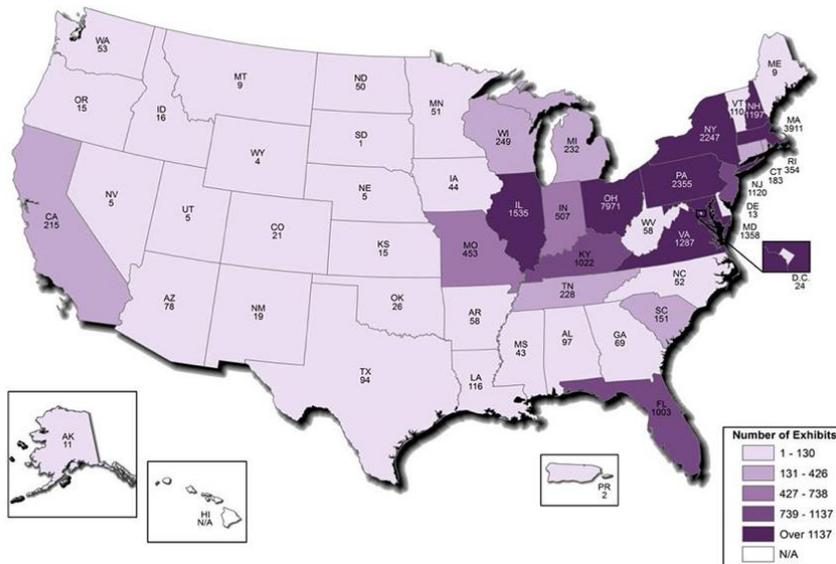 WA
53
OR
15
ID
16
MT
9
ND
50
MN
51
SD
1
WY
4
NE
5
IA
44
WI
249
MI
232
NV
5
UT
5
CO
21
KS
15
CA
215
AZ
78
NM
19
OK
26
TX
94
MO
453
AR
58
LA
116
MS
43
AL
97
GA
69
FL
1003
SC
151
NC
52
TN
228
KY
1022
IL
1535
IN
507
OH
7971
WV
58
VA
1287
PA
2355
NY
2247
VT
110
NH
1197
ME
9
MA
3911
RI
354
CT
183
NJ
1120
DE
13
MD
1358
D.C.
24
AK
11
HI
N/A
PR
2
Number of Exhibits
1 - 130
131 - 426
427 - 738
739 - 1137
Over 1137
N/A